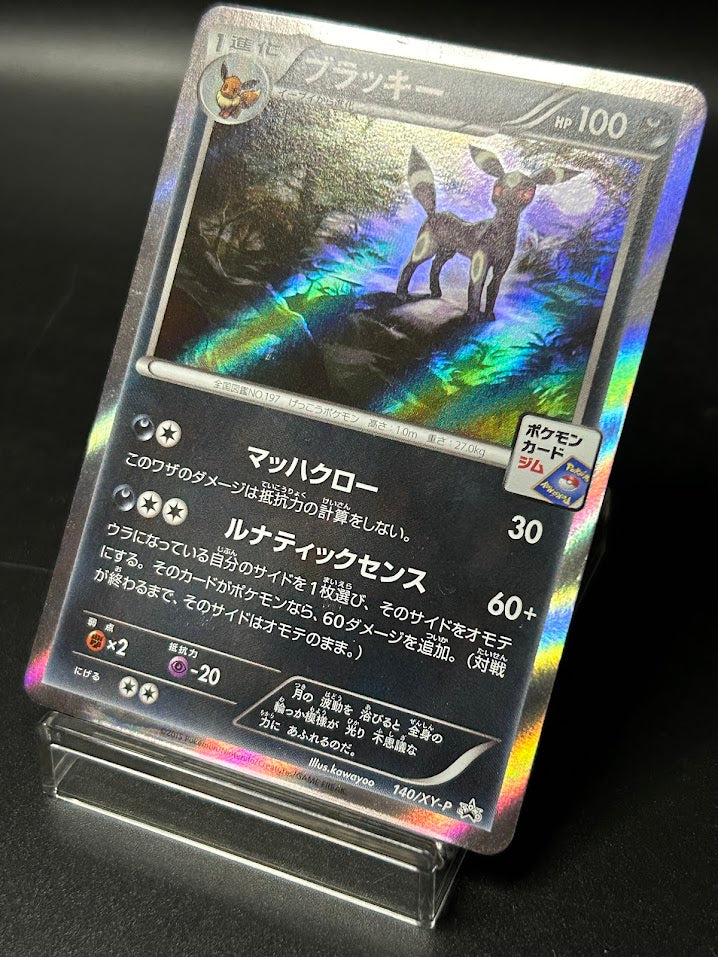 1進化
ブラッキー
HP 100
全国図鑑NO.197 げっこうポケモン 高さ:1.0m 重さ:27.0kg
ポケモン
カード
ジム
マッハクロー
30
このワザのダメージは抵抗力の計算をしない。
ルナティックセンス
60+
ウラになっている自分のサイドを1枚選び、そのサイドをオモテ
にする。そのカードがポケモンなら、60ダメージを追加。(対戦
が終わるまで、そのサイドはオモテのまま。)
弱点
×2
抵抗力
-20
にげる
月の 波動を 浴びると 全身の
輪っか模様が 光り 不思議な
力に あふれるのだ。
Illus.kawayoo
©2015 Pokémon/Nintendo/Creatures/GAME FREAK
140/XY-P